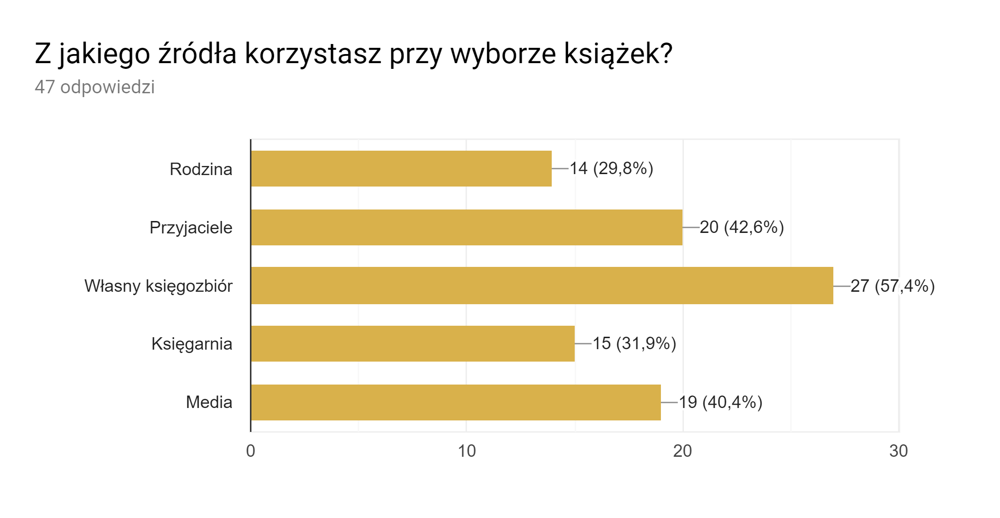 Z jakiego źródła korzystasz przy wyborze książek?
47 odpowiedzi
Rodzina 14 (29,8%)
Przyjaciele 20 (42,6%)
Własny księgozbiór 27 (57,4%)
Księgarnia 15 (31,9%)
Media 19 (40,4%)
0 10 20 30